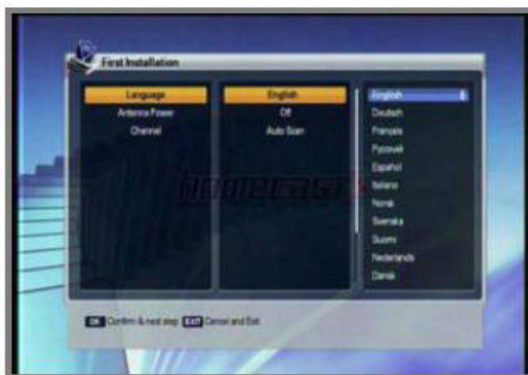 First Installation
Language
Antenna Power
Channel
English
Off
Auto Scan
English
Deutsch
Français
Русский
Español
Italiano
Norsk
Svenska
Suomi
Nederlands
Dansk
homecast
OK Confirm & next step EXIT Cancel and Exit